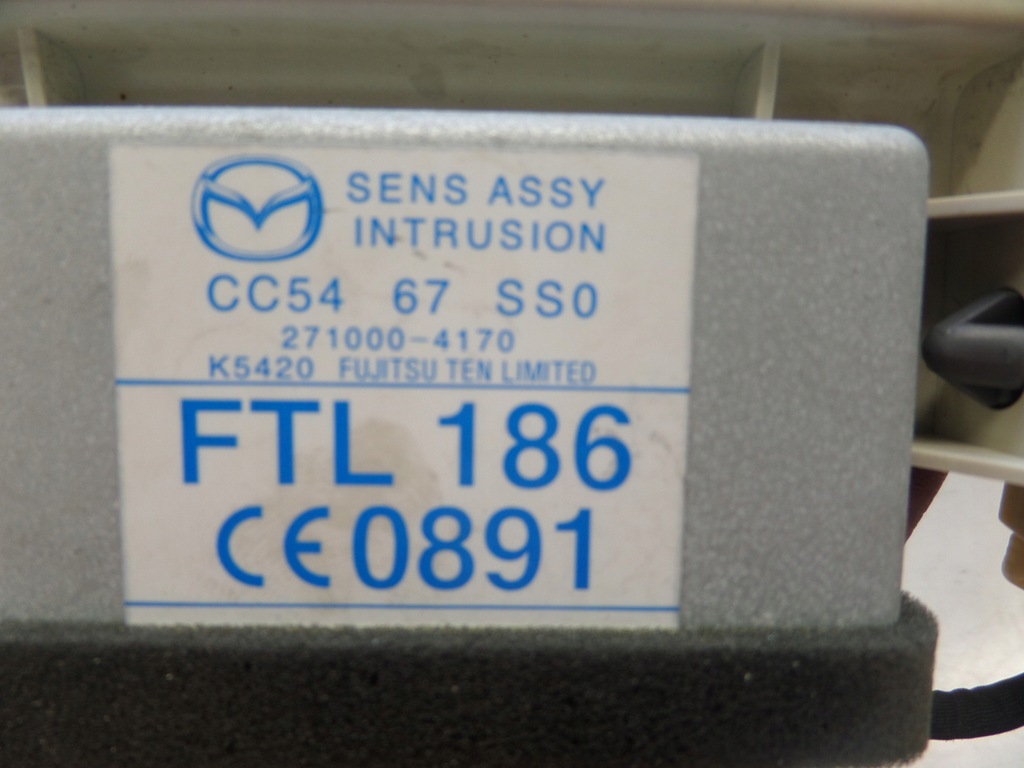 SENS ASSY
INTRUSION
CC54 67 SS0
271000-4170
K5420 FUJITSU TEN LIMITED
FTL 186
CE0891